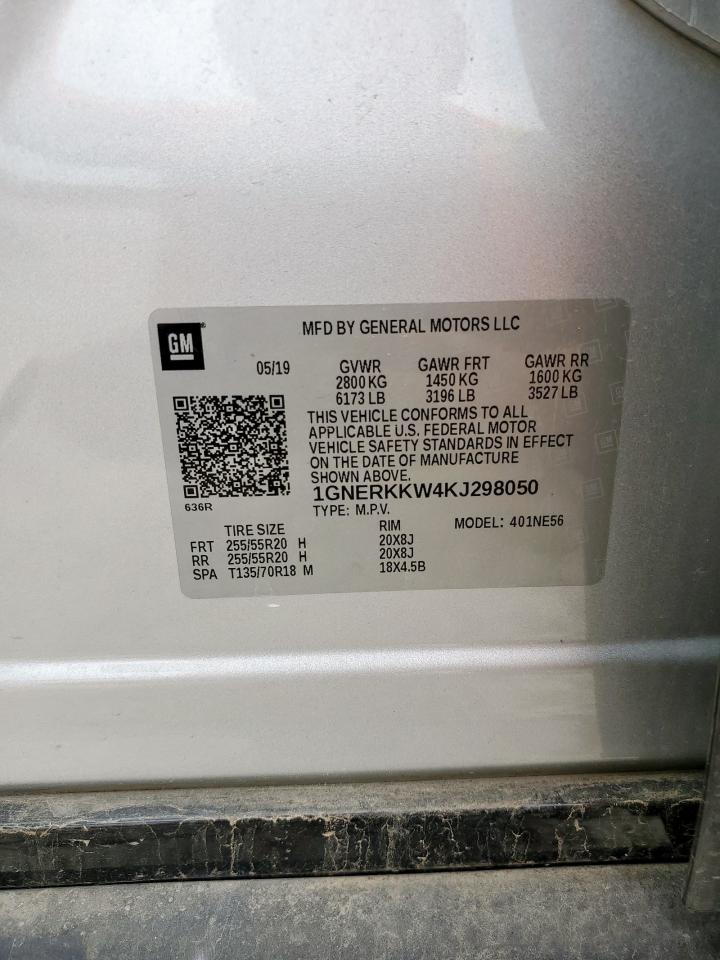 GM
MFD BY GENERAL MOTORS LLC
05/19 GVWR GAWR FRT GAWR RR
2800 KG 1450 KG 1600 KG
6173 LB 3196 LB 3527 LB
THIS VEHICLE CONFORMS TO ALL
APPLICABLE U.S. FEDERAL MOTOR
VEHICLE SAFETY STANDARDS IN EFFECT
ON THE DATE OF MANUFACTURE
SHOWN ABOVE.
1GNERKKW4KJ298050
636R
TYPE: M.P.V.
TIRE SIZE RIM MODEL: 401NE56
FRT 255/55R20 H 20X8J
RR 255/55R20 H 20X8J
SPA T135/70R18 M 18X4.5B